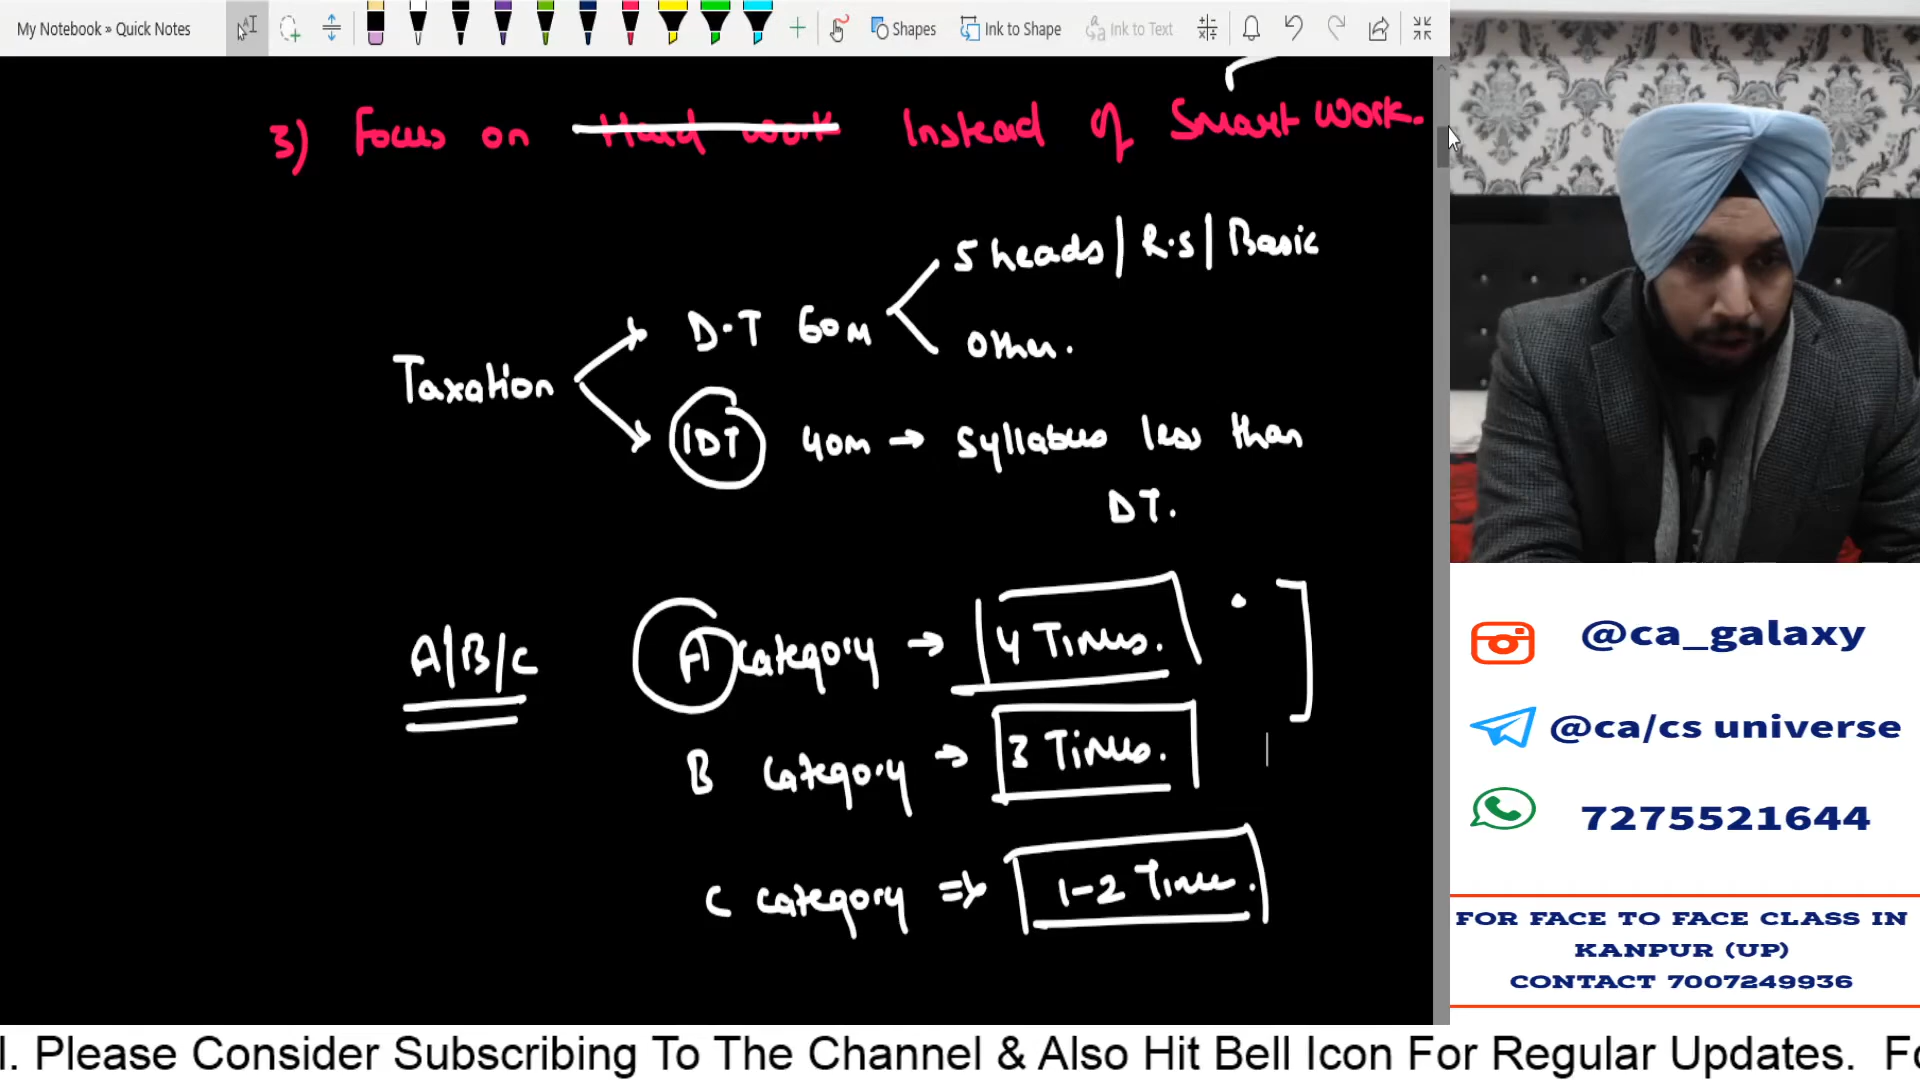 My Notebook » Quick Notes
Shapes
Ink to Shape
Ink to Text
3) Focus on Hard work Instead of Smart Work.
5 heads | R.S | Basic
D.T 60M
Other.
Taxation
IDT 40M → Syllabus less than
DT.
A/B/C
A category → 4 Times.
B category → 3 Times.
C category ⇒ 1-2 Times.
@ca_galaxy
@ca/cs universe
7275521644
FOR FACE TO FACE CLASS IN
KANPUR (UP)
CONTACT 7007249936
l. Please Consider Subscribing To The Channel & Also Hit Bell Icon For Regular Updates. Fo